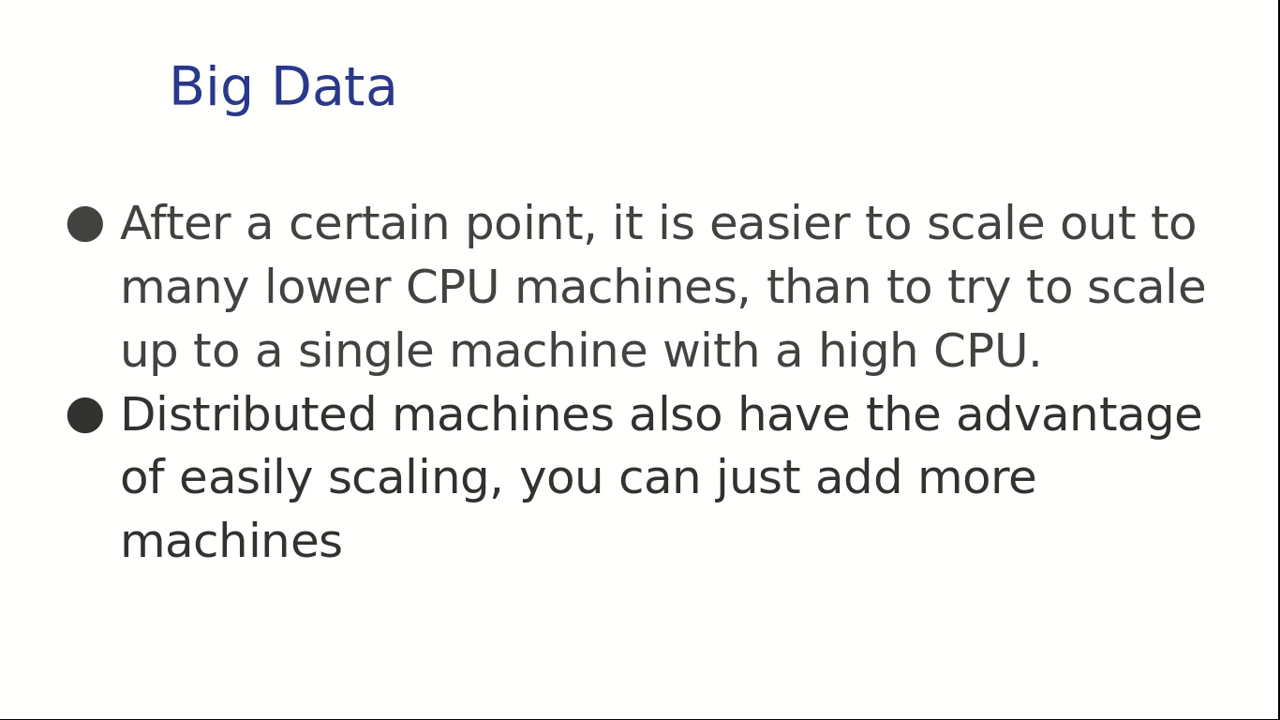 Big Data
● After a certain point, it is easier to scale out to
many lower CPU machines, than to try to scale
up to a single machine with a high CPU.
● Distributed machines also have the advantage
of easily scaling, you can just add more
machines